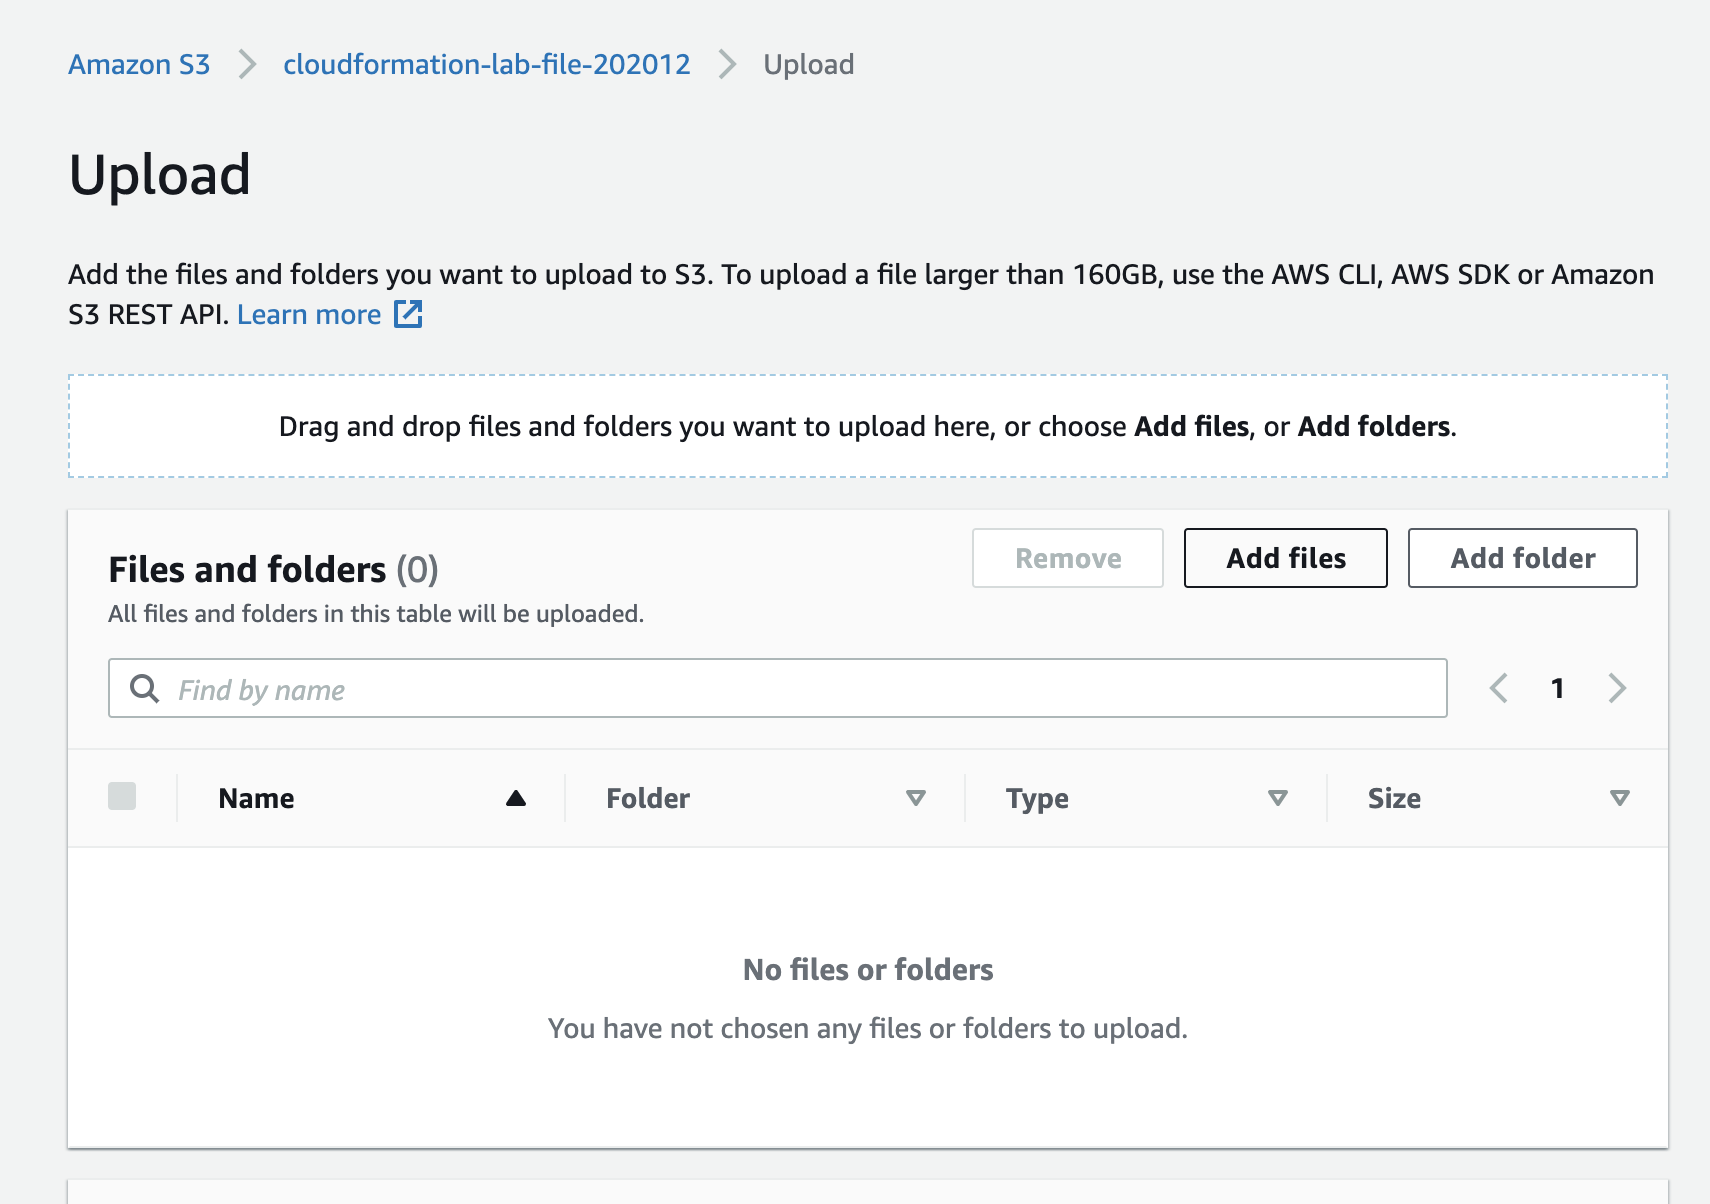 Amazon S3 cloudformation-lab-file-202012 Upload
Upload
Add the files and folders you want to upload to S3. To upload a file larger than 160GB, use the AWS CLI, AWS SDK or Amazon
S3 REST API. Learn more
Drag and drop files and folders you want to upload here, or choose Add files, or Add folders.
Files and folders (0)
Remove Add files Add folder
All files and folders in this table will be uploaded.
Find by name 1
Name Folder Type Size
No files or folders
You have not chosen any files or folders to upload.